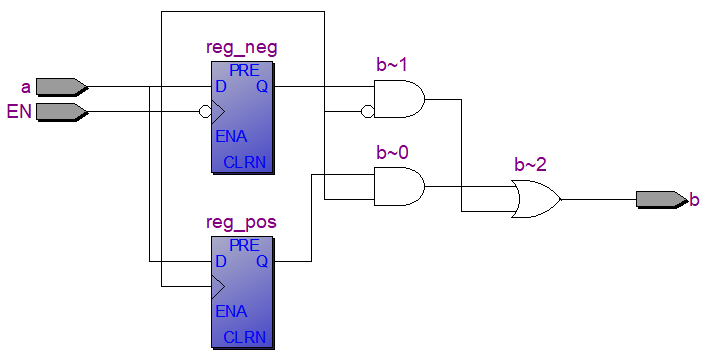 reg_neg
b~1
PRE
a
D
Q
EN
ENA
CLRN
b~0
b~2
b
reg_pos
PRE
D
Q
ENA
CLRN